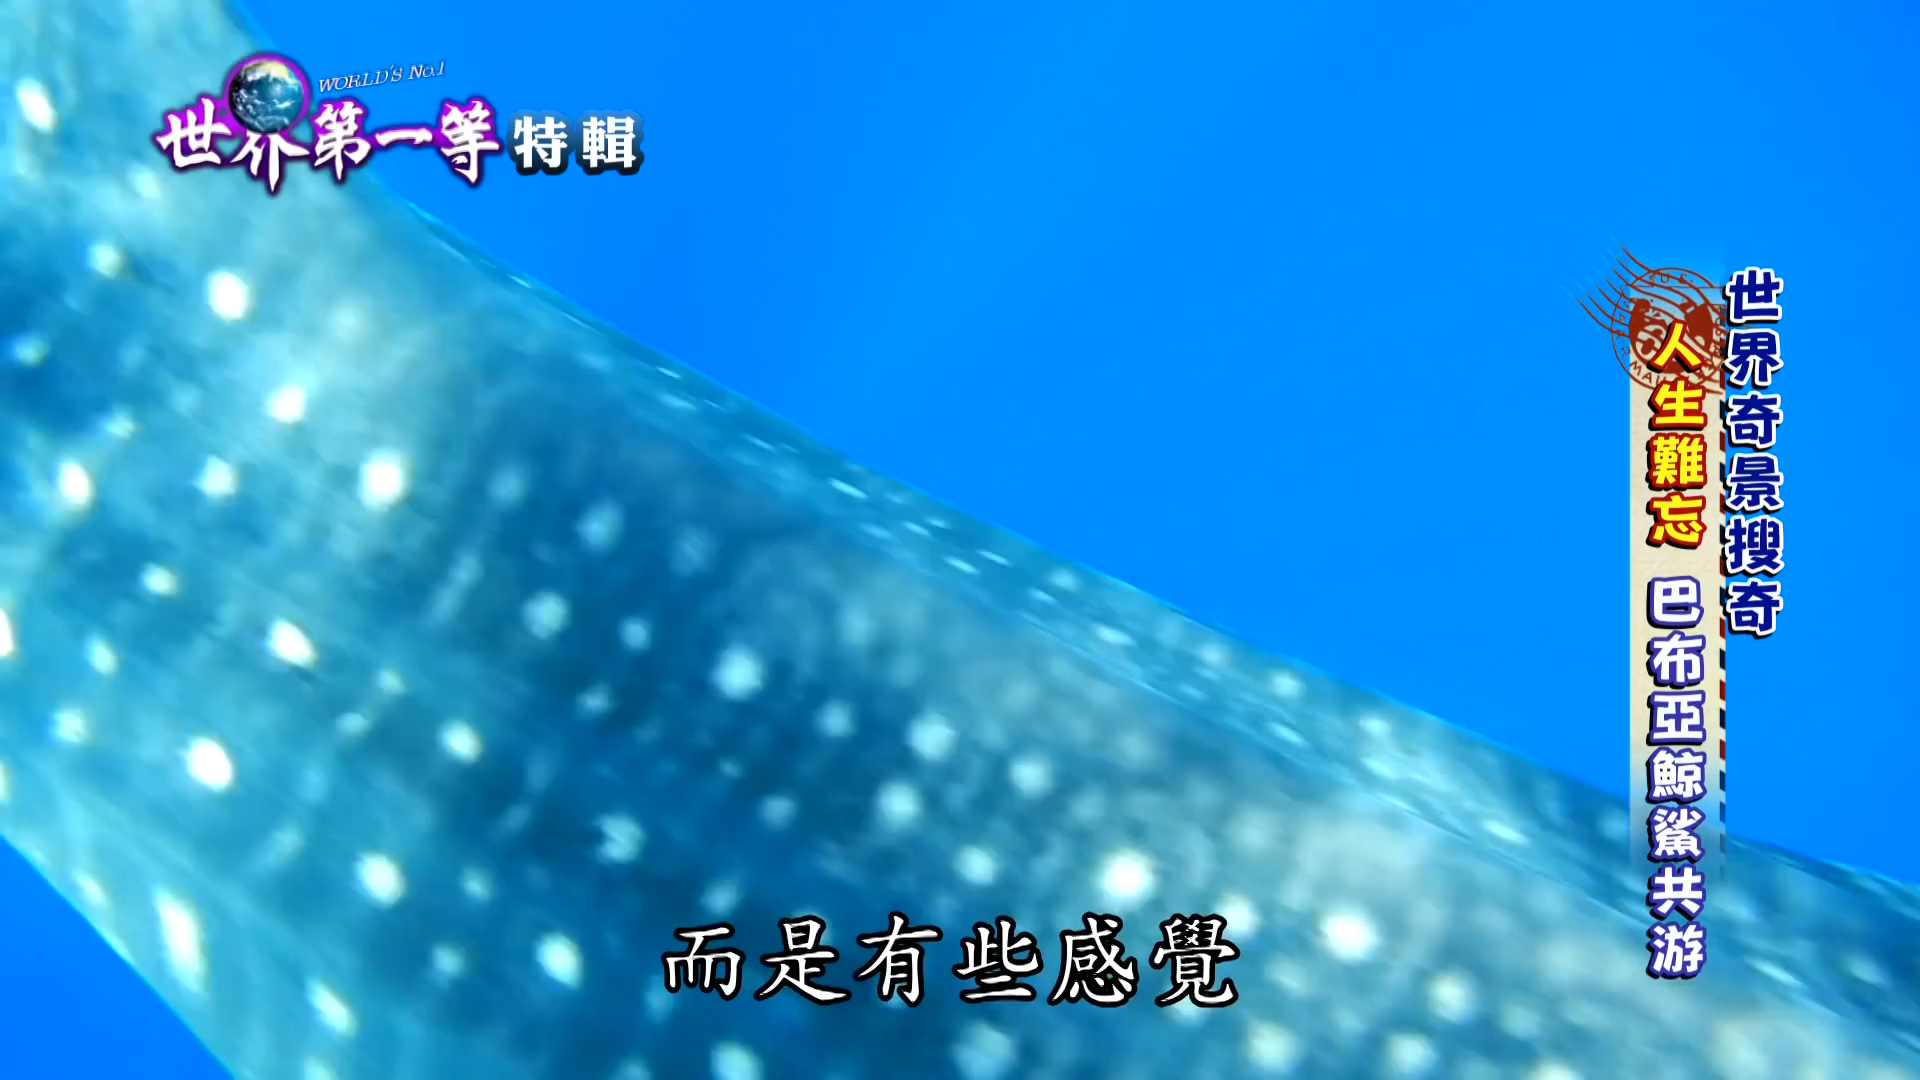 WORLD'S No.1
世界第一等特輯
世界奇景搜奇
人生難忘 巴布亞鯨鯊共游
而是有些感覺